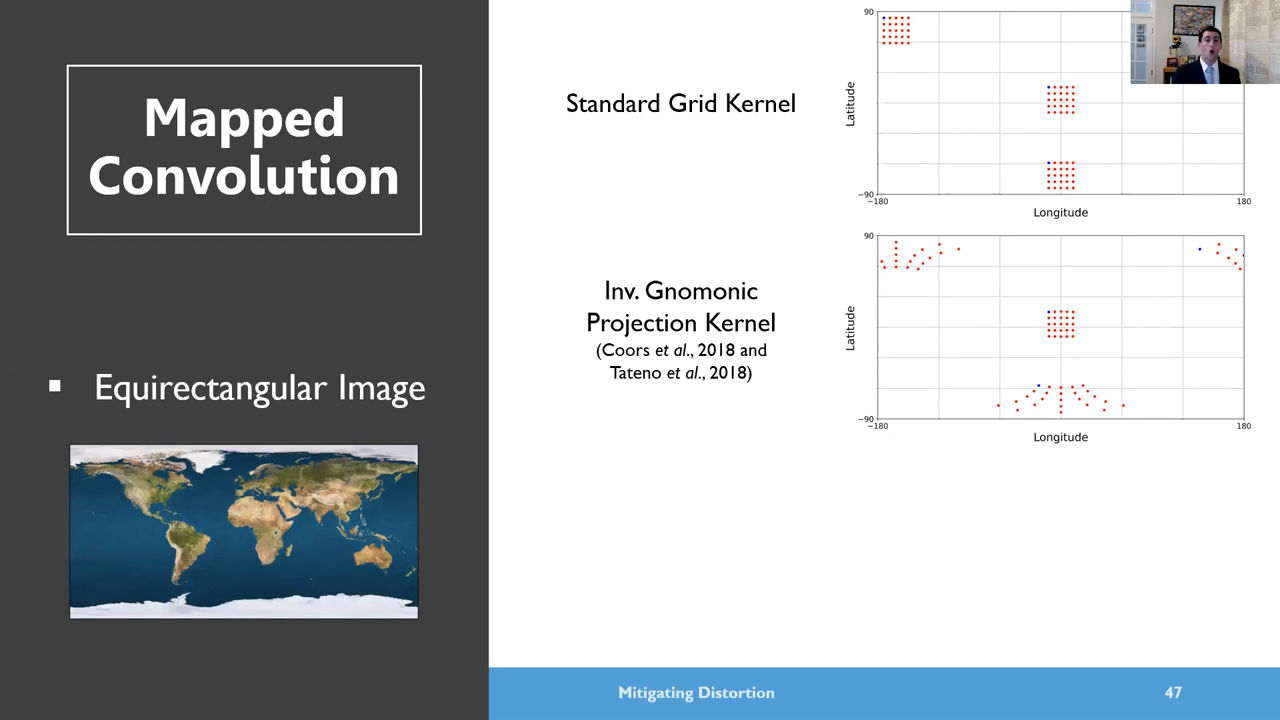 Mapped
Convolution
▪ Equirectangular Image
Standard Grid Kernel
90
Latitude
-90
-180
180
Longitude
Inv. Gnomonic
Projection Kernel
(Coors et al., 2018 and
Tateno et al., 2018)
90
Latitude
-90
-180
180
Longitude
Mitigating Distortion
47